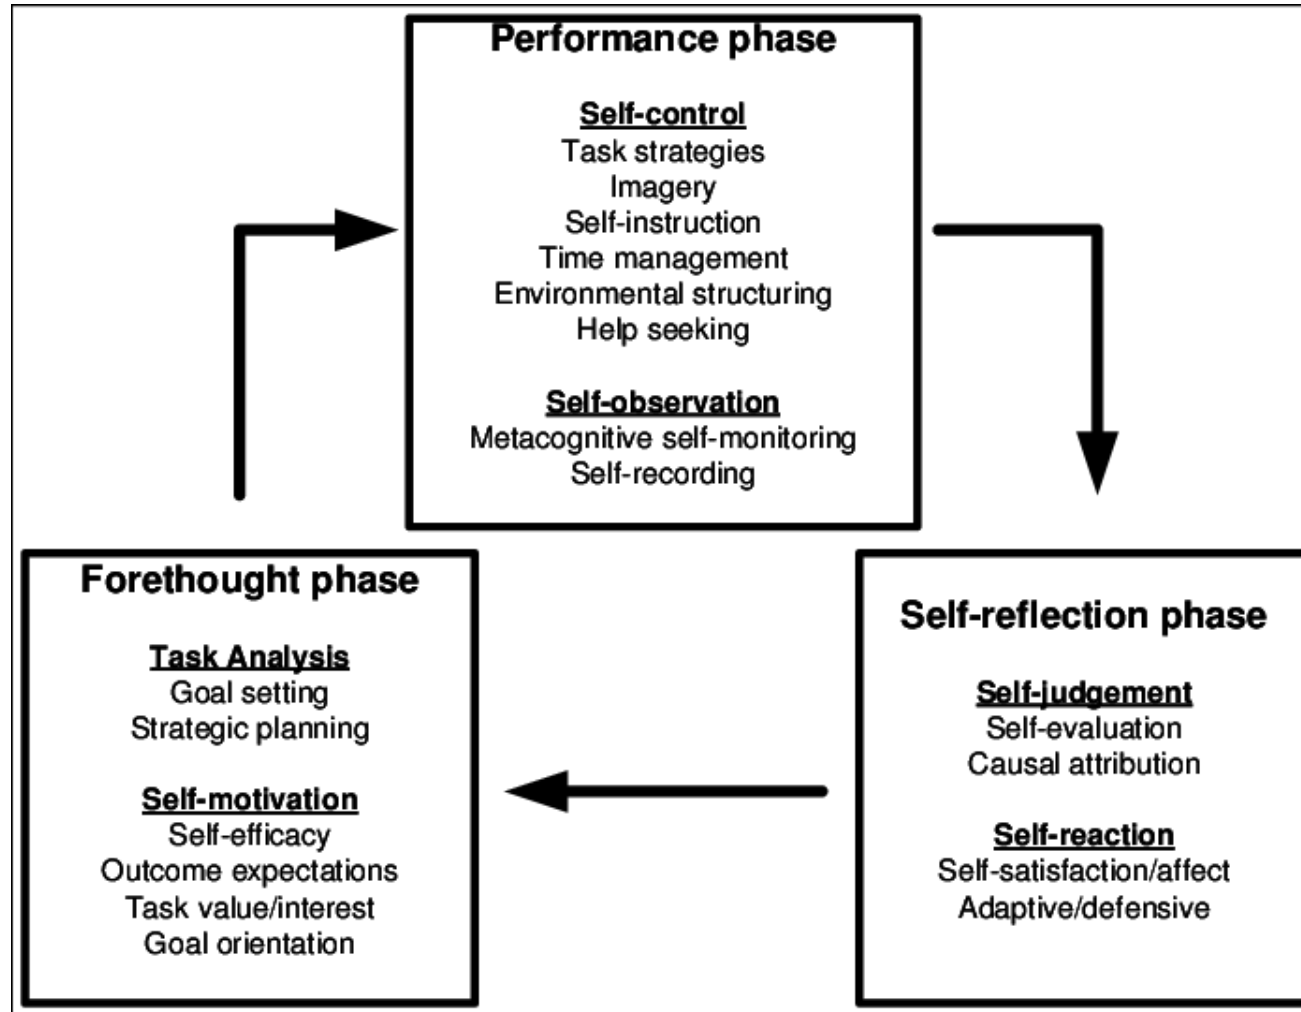 Performance phase
Self-control
Task strategies
Imagery
Self-instruction
Time management
Environmental structuring
Help seeking
Self-observation
Metacognitive self-monitoring
Self-recording
Forethought phase
Task Analysis
Goal setting
Strategic planning
Self-motivation
Self-efficacy
Outcome expectations
Task value/interest
Goal orientation
Self-reflection phase
Self-judgement
Self-evaluation
Causal attribution
Self-reaction
Self-satisfaction/affect
Adaptive/defensive